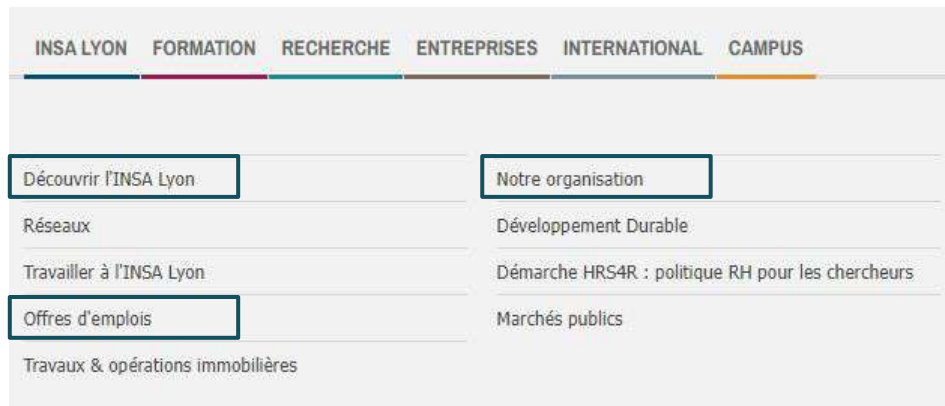 INSA LYON FORMATION RECHERCHE ENTREPRISES INTERNATIONAL CAMPUS
Découvrir l'INSA Lyon
Réseaux
Travailler à l'INSA Lyon
Offres d'emplois
Travaux & opérations immobilières
Notre organisation
Développement Durable
Démarche HRS4R : politique RH pour les chercheurs
Marchés publics